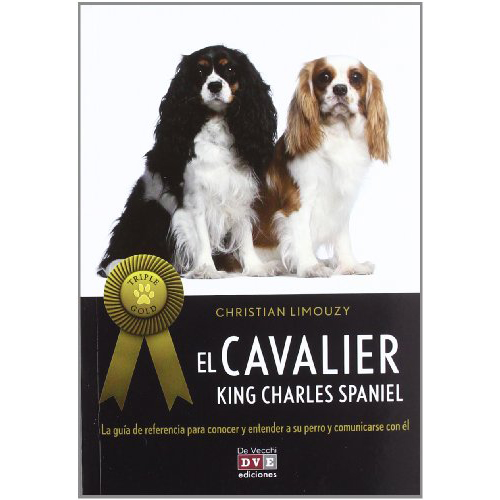 TRIPLE
GOLD
CHRISTIAN LIMOUZY
EL CAVALIER
KING CHARLES SPANIEL
La guía de referencia para conocer y entender a su perro y comunicarse con él
De Vecchi
DVE
ediciones